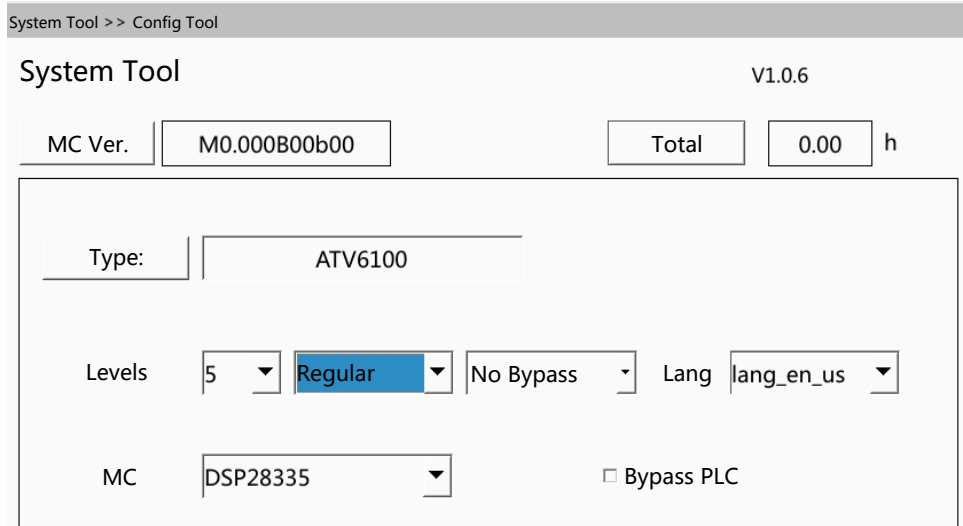 System Tool >> Config Tool
System Tool V1.0.6
MC Ver. M0.000B00b00 Total 0.00 h
Type: ATV6100
Levels 5 Regular No Bypass Lang lang_en_us
MC DSP28335 Bypass PLC